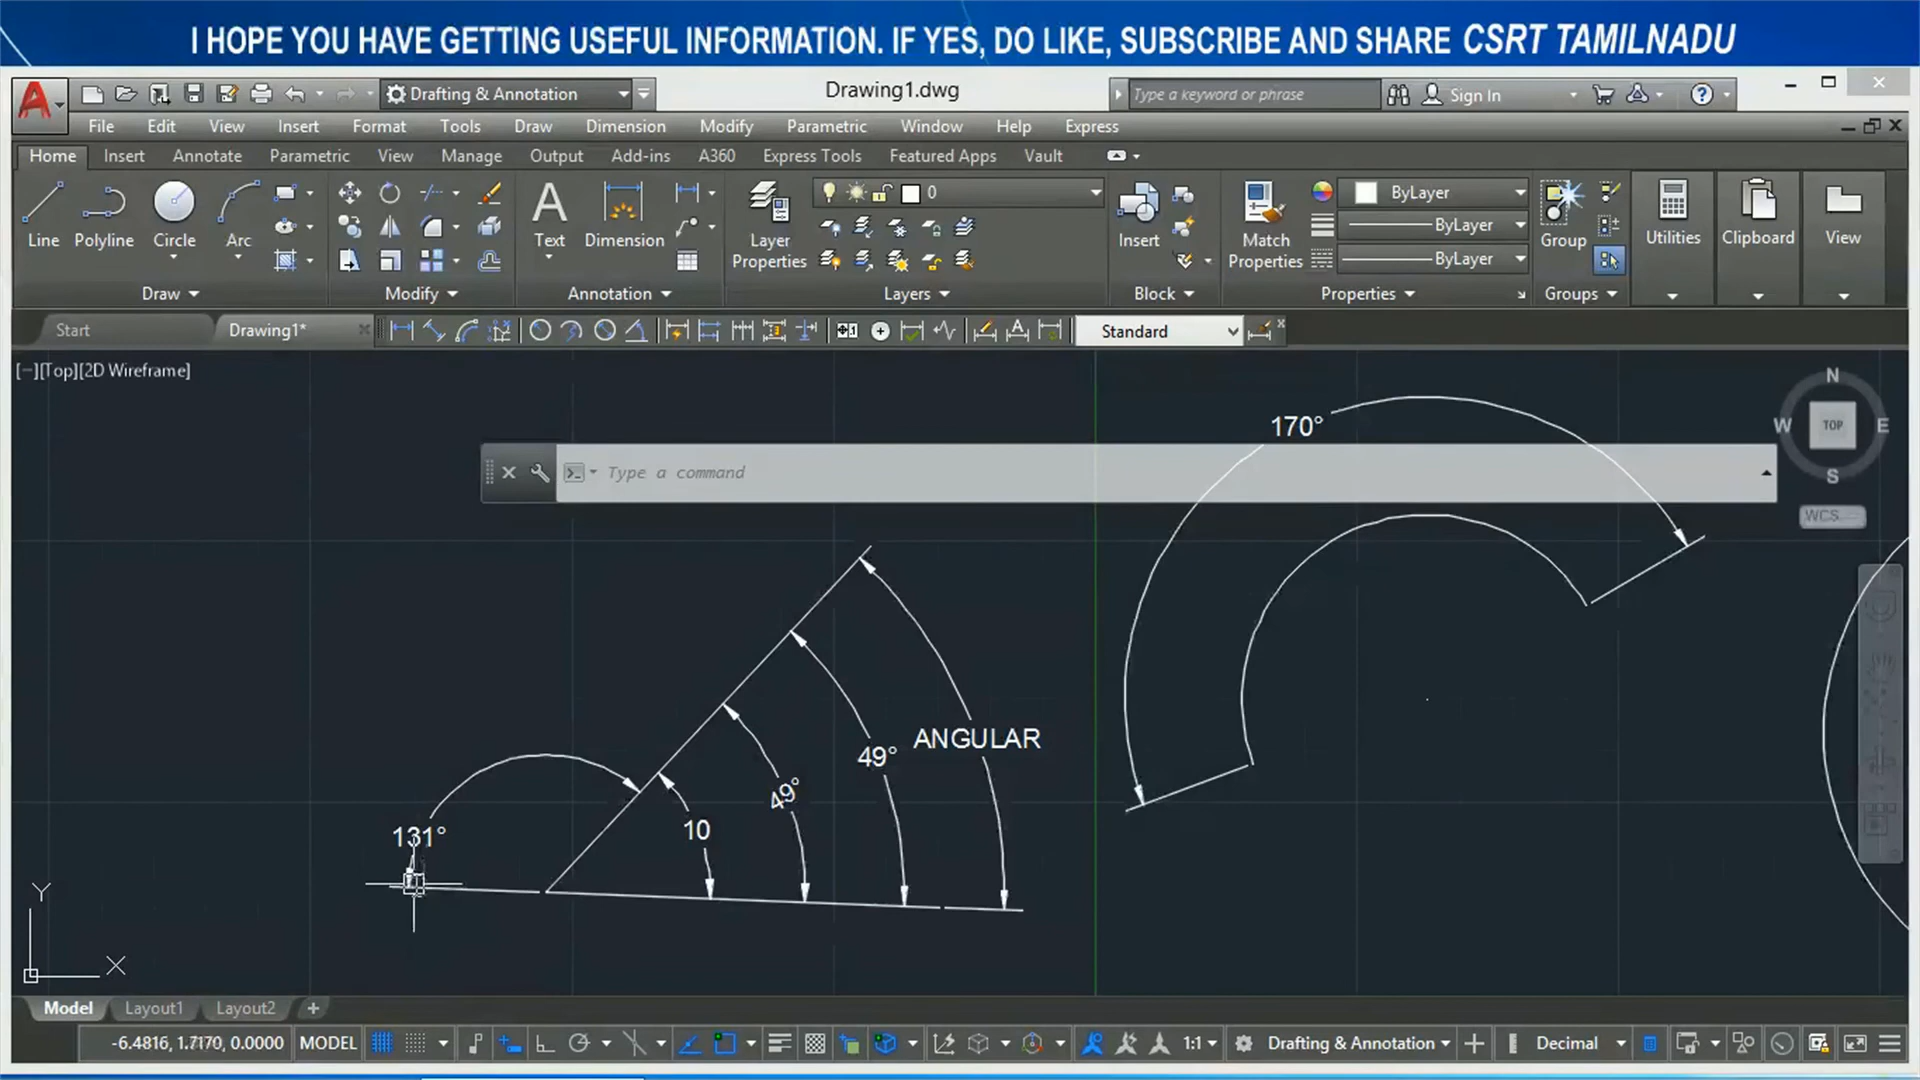 I HOPE YOU HAVE GETTING USEFUL INFORMATION. IF YES, DO LIKE, SUBSCRIBE AND SHARE CSRT TAMILNADU
Drafting & Annotation
Drawing1.dwg
Type a keyword or phrase
Sign In
File Edit View Insert Format Tools Draw Dimension Modify Parametric Window Help Express
Home Insert Annotate Parametric View Manage Output Add-ins A360 Express Tools Featured Apps Vault
0
ByLayer
ByLayer
ByLayer
Line Polyline Circle Arc
Text Dimension
Layer Properties
Insert
Match Properties
Group
Utilities Clipboard View
Draw Modify Annotation Layers Block Properties Groups
Start Drawing1*
Standard
[−][Top][2D Wireframe]
N
W TOP E
S
WCS
170°
Type a command
ANGULAR
49°
49°
10
131°
Y
X
Model Layout1 Layout2 +
-6.4816, 1.7170, 0.0000 MODEL 1:1 Drafting & Annotation Decimal